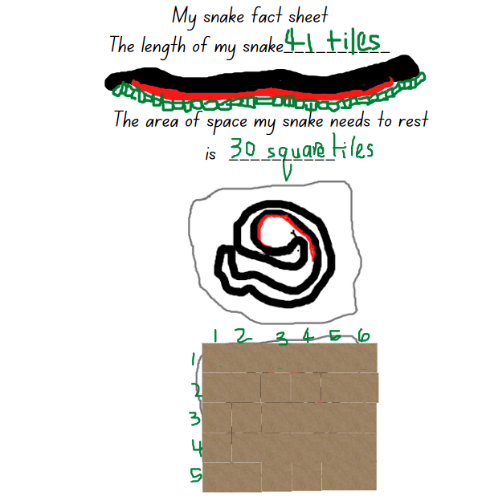 My snake fact sheet
The length of my snake 41 tiles
The area of space my snake needs to rest
is 30 square tiles
1 2 3 4 5 6
1
2
3
4
5